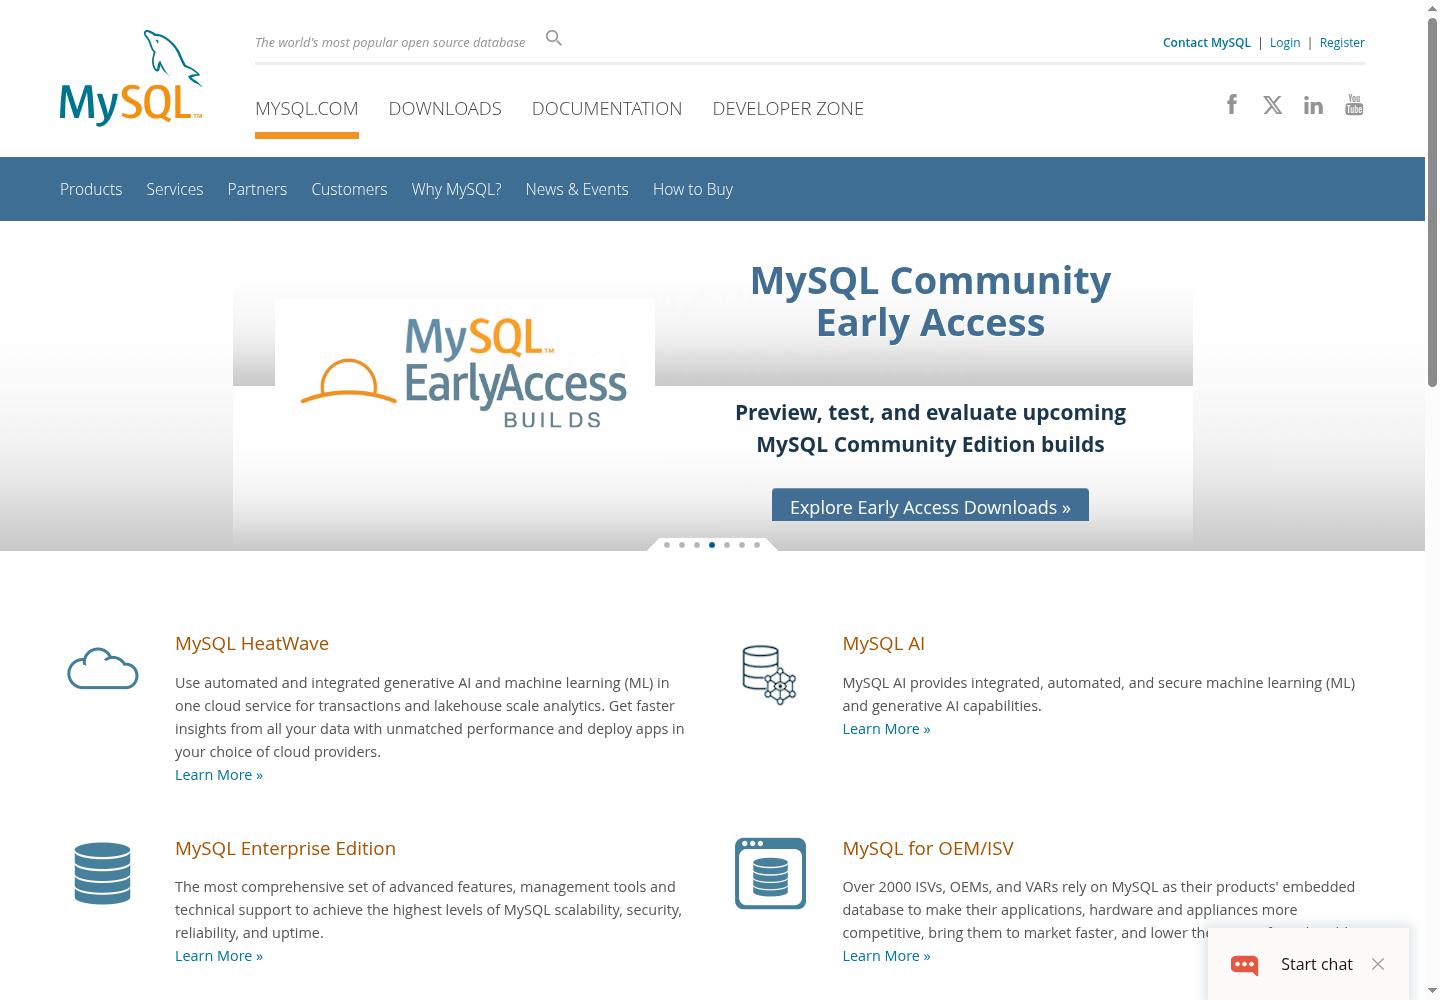 The world's most popular open source database
Contact MySQL | Login | Register
MySQL™
MYSQL.COM DOWNLOADS DOCUMENTATION DEVELOPER ZONE
You
Tube
Products Services Partners Customers Why MySQL? News & Events How to Buy
MySQL™
EarlyAccess
BUILDS
MySQL Community
Early Access
Preview, test, and evaluate upcoming
MySQL Community Edition builds
Explore Early Access Downloads »
MySQL HeatWave
Use automated and integrated generative AI and machine learning (ML) in
one cloud service for transactions and lakehouse scale analytics. Get faster
insights from all your data with unmatched performance and deploy apps in
your choice of cloud providers.
Learn More »
MySQL AI
MySQL AI provides integrated, automated, and secure machine learning (ML)
and generative AI capabilities.
Learn More »
MySQL Enterprise Edition
The most comprehensive set of advanced features, management tools and
technical support to achieve the highest levels of MySQL scalability, security,
reliability, and uptime.
Learn More »
MySQL for OEM/ISV
Over 2000 ISVs, OEMs, and VARs rely on MySQL as their products' embedded
database to make their applications, hardware and appliances more
competitive, bring them to market faster, and lower
Learn More »
Start chat